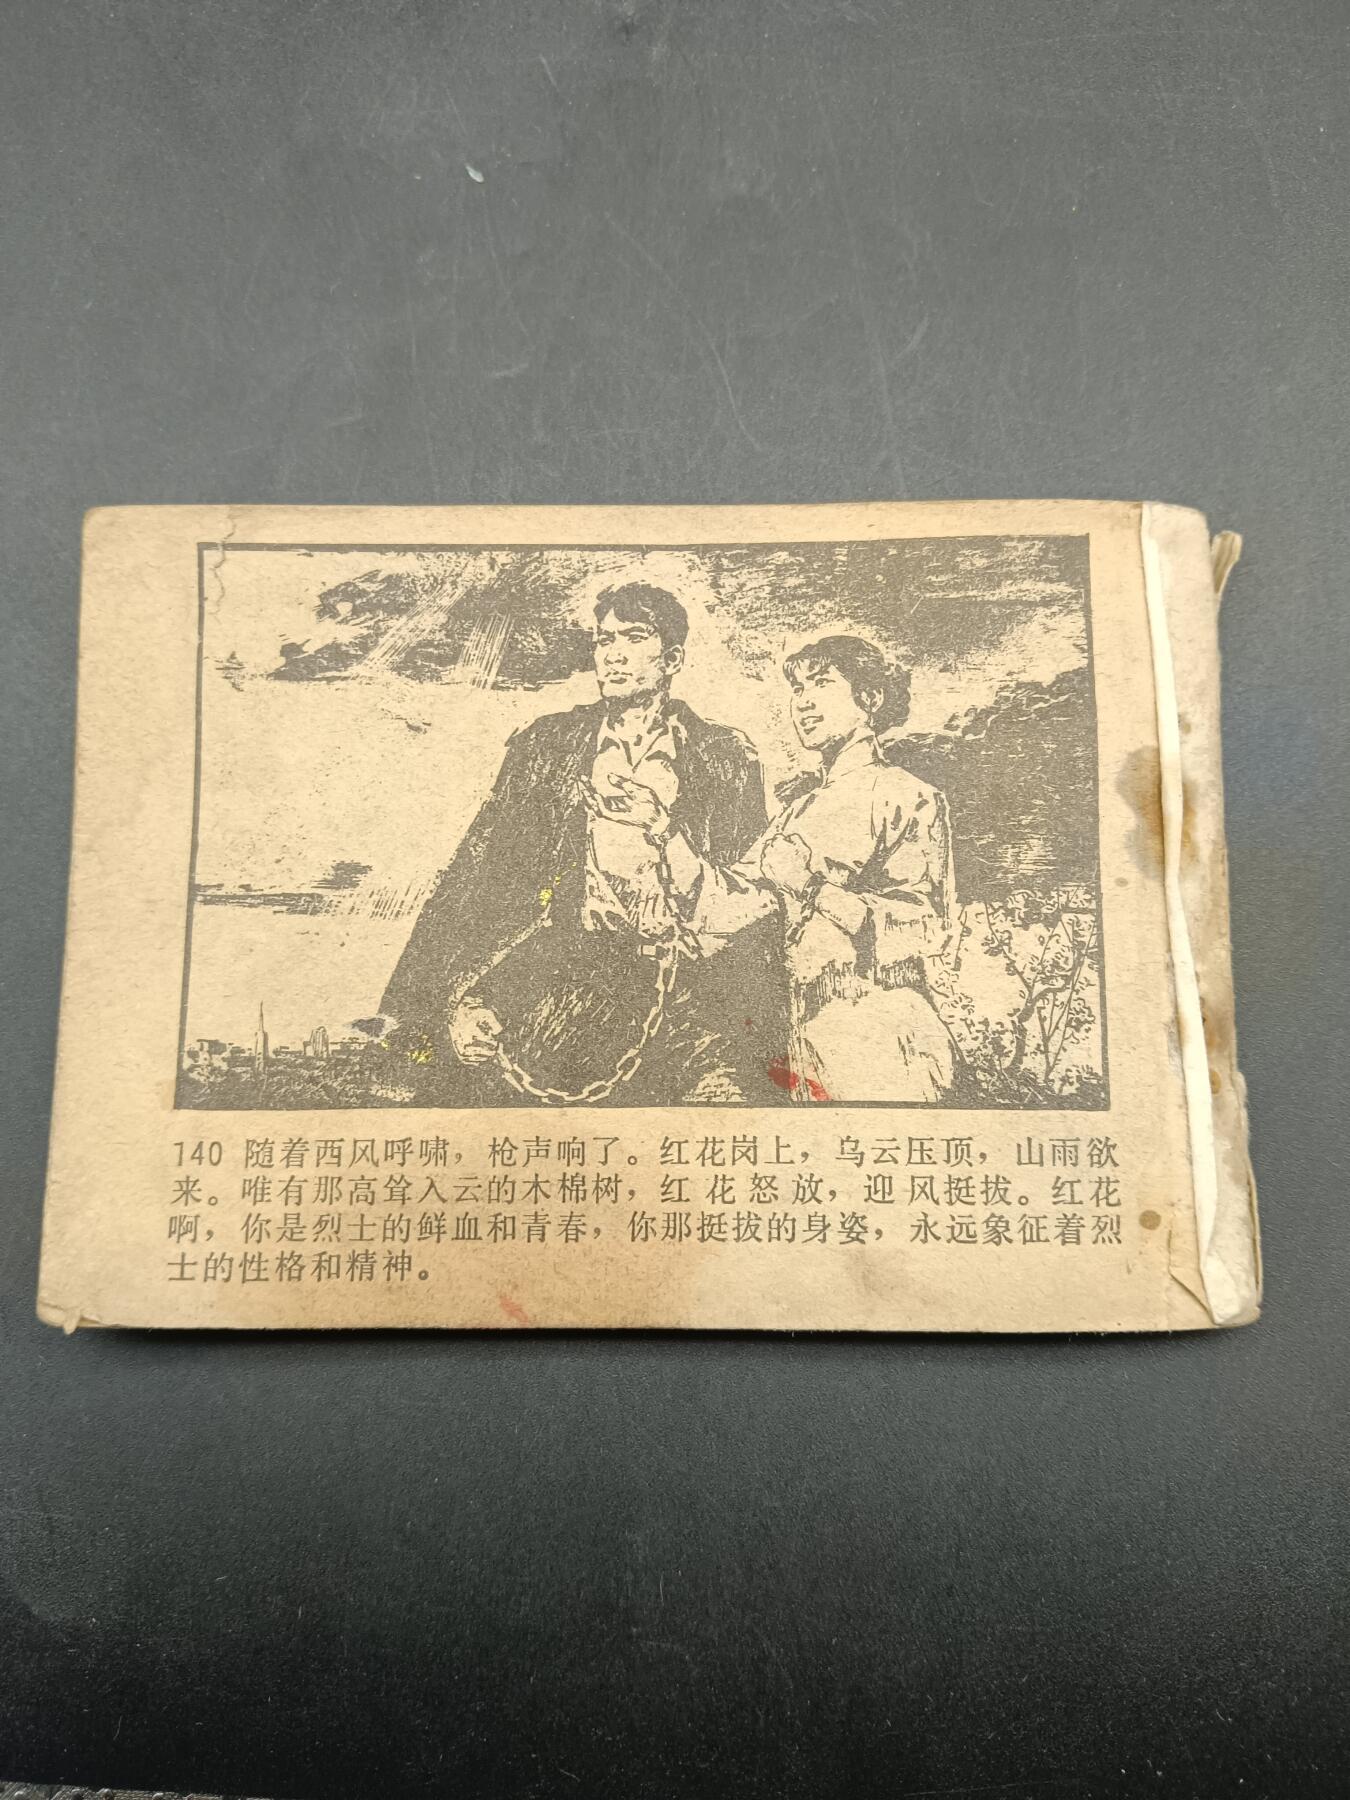 140 随着西风呼啸，枪声响了。红花岗上，乌云压顶，山雨欲
来。唯有那高耸入云的木棉树，红花怒放，迎风挺拔。红花
啊，你是烈士的鲜血和青春，你那挺拔的身姿，永远象征着烈
士的性格和精神。